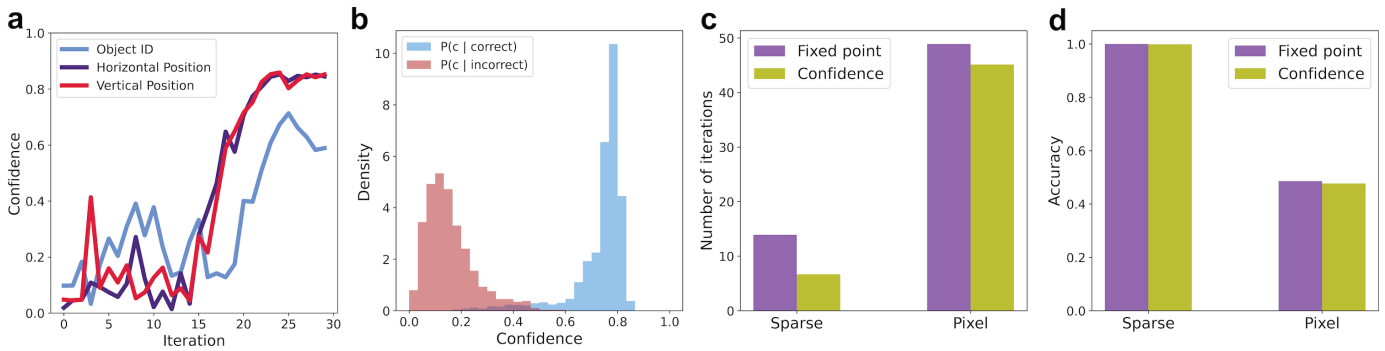 a
1.0
0.8
0.6
0.4
0.2
0.0
Confidence
Object ID
Horizontal Position
Vertical Position
0 5 10 15 20 25 30
Iteration
b
10
8
6
4
2
0
Density
P(c | correct)
P(c | incorrect)
0.0 0.2 0.4 0.6 0.8 1.0
Confidence
c
50
40
30
20
10
0
Number of iterations
Fixed point
Confidence
Sparse Pixel
d
1.0
0.8
0.6
0.4
0.2
0.0
Accuracy
Fixed point
Confidence
Sparse Pixel